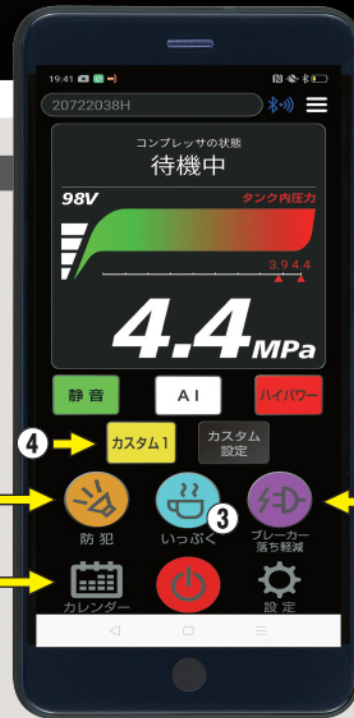 19:41
20722038H
コンプレッサの状態
待機中
98V
タンク内圧力
3.9 4.4
4.4MPa
静音
AI
ハイパワー
④
カスタム1
カスタム
設定
③
防犯
いっぷく
ブレーカー
落ち軽減
カレンダー
設定